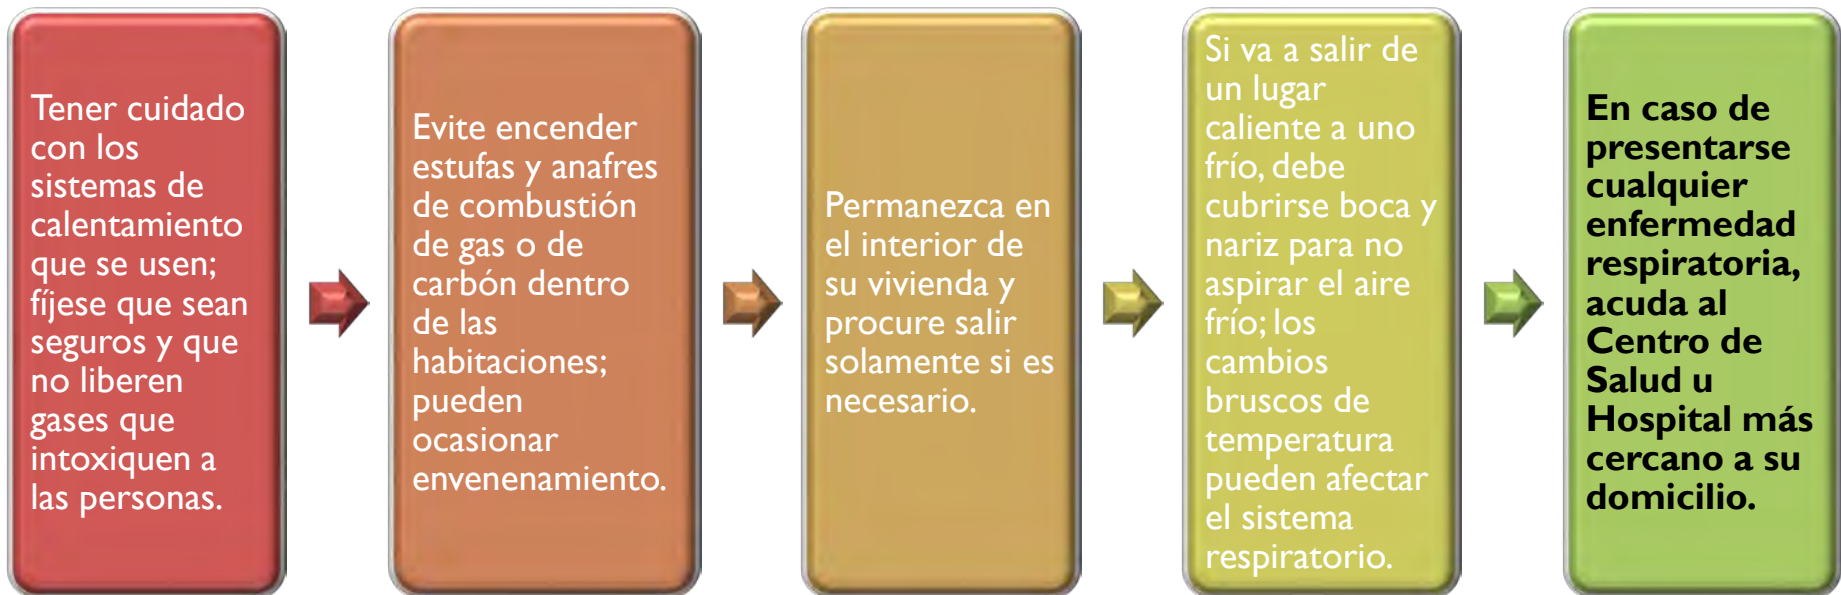 Tener cuidado
con los
sistemas de
calentamiento
que se usen;
fíjese que sean
seguros y que
no liberen
gases que
intoxiquen a
las personas.
Evite encender
estufas y anafres
de combustión
de gas o de
carbón dentro
de las
habitaciones;
pueden
ocasionar
envenenamiento.
Permanezca en
el interior de
su vivienda y
procure salir
solamente si es
necesario.
Si va a salir de
un lugar
caliente a uno
frío, debe
cubrirse boca y
nariz para no
aspirar el aire
frío; los
cambios
bruscos de
temperatura
pueden afectar
el sistema
respiratorio.
En caso de
presentarse
cualquier
enfermedad
respiratoria,
acuda al
Centro de
Salud u
Hospital más
cercano a su
domicilio.